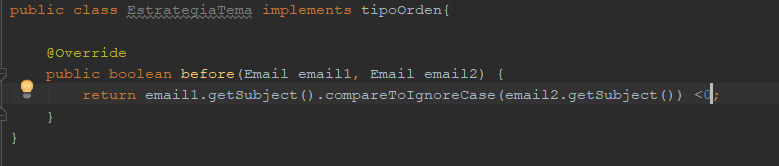 public class EstrategiaTema implements tipoOrden{
@Override
public boolean before(Email email1, Email email2) {
return email1.getSubject().compareToIgnoreCase(email2.getSubject()) <0;
}
}